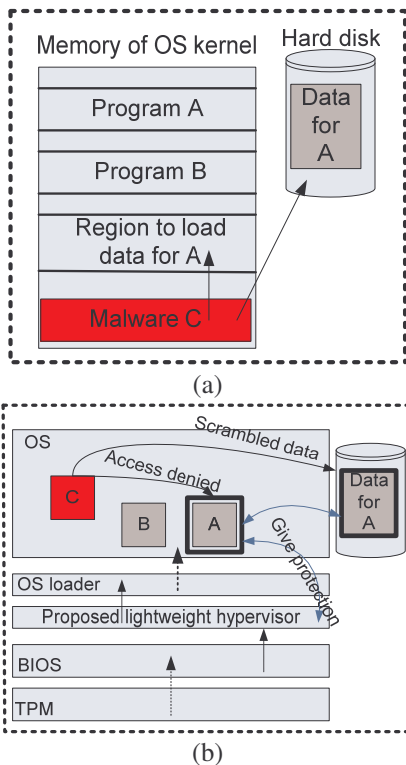 Memory of OS kernel
Hard disk
Program A
Program B
Region to load
data for A
Malware C
Data
for
A
(a)
OS
Scrambled data
Access denied
C
B
A
Data
for
A
Give protection
OS loader
Proposed lightweight hypervisor
BIOS
TPM
(b)